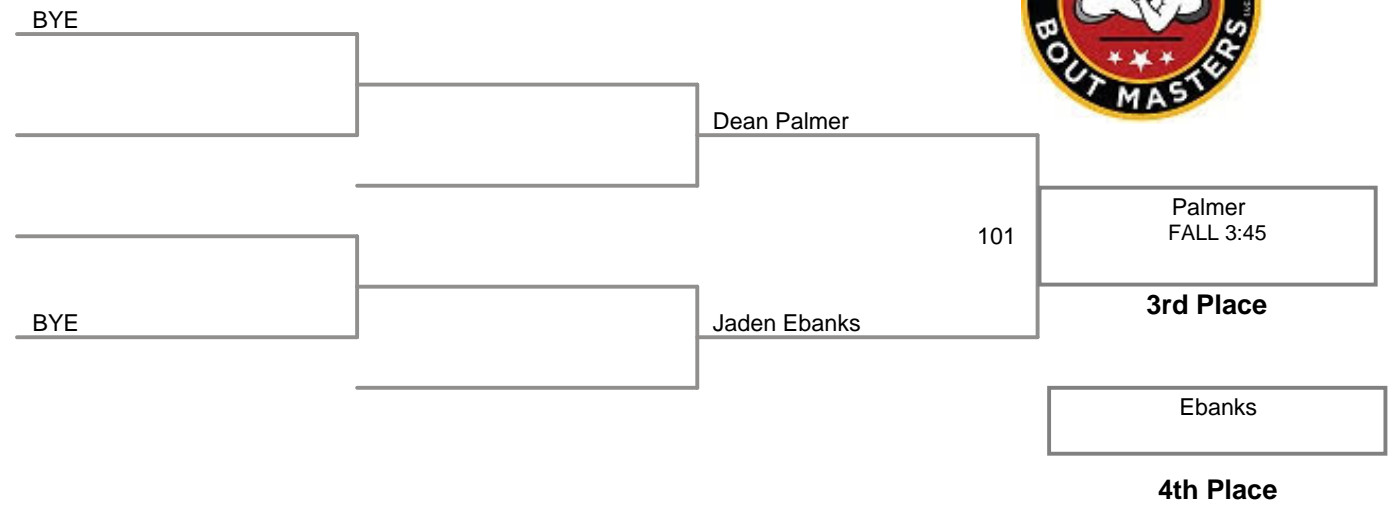 BYE
BOUT MASTERS
Dean Palmer
Palmer
FALL 3:45
101
3rd Place
BYE
Jaden Ebanks
Ebanks
4th Place